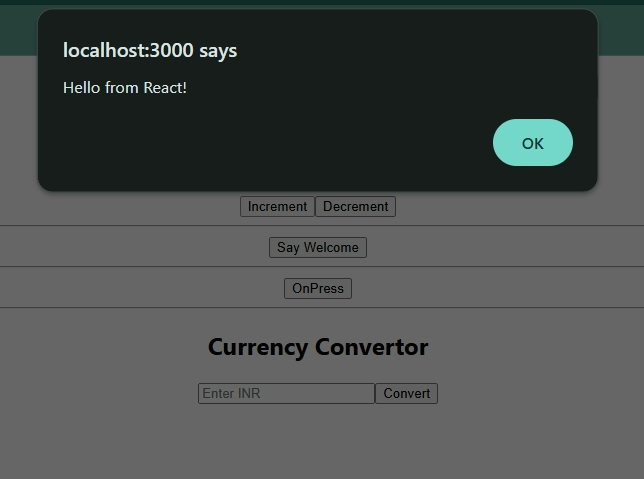 localhost:3000 says
Hello from React!
OK
Increment Decrement
Say Welcome
OnPress
Currency Convertor
Enter INR Convert